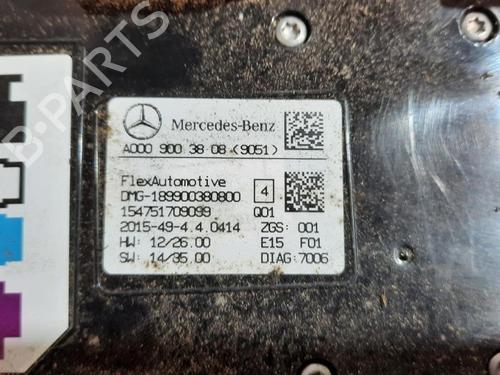 Mercedes-Benz
A000 900 38 08 (9051)
FlexAutomotive
DMG-189900380800
4
154751709099
Q01
2015-49-4.4.0414
ZGS: 001
HW: 12/26.00
E15 F01
SW: 14/35.00
DIAG:7006
B-PARTS